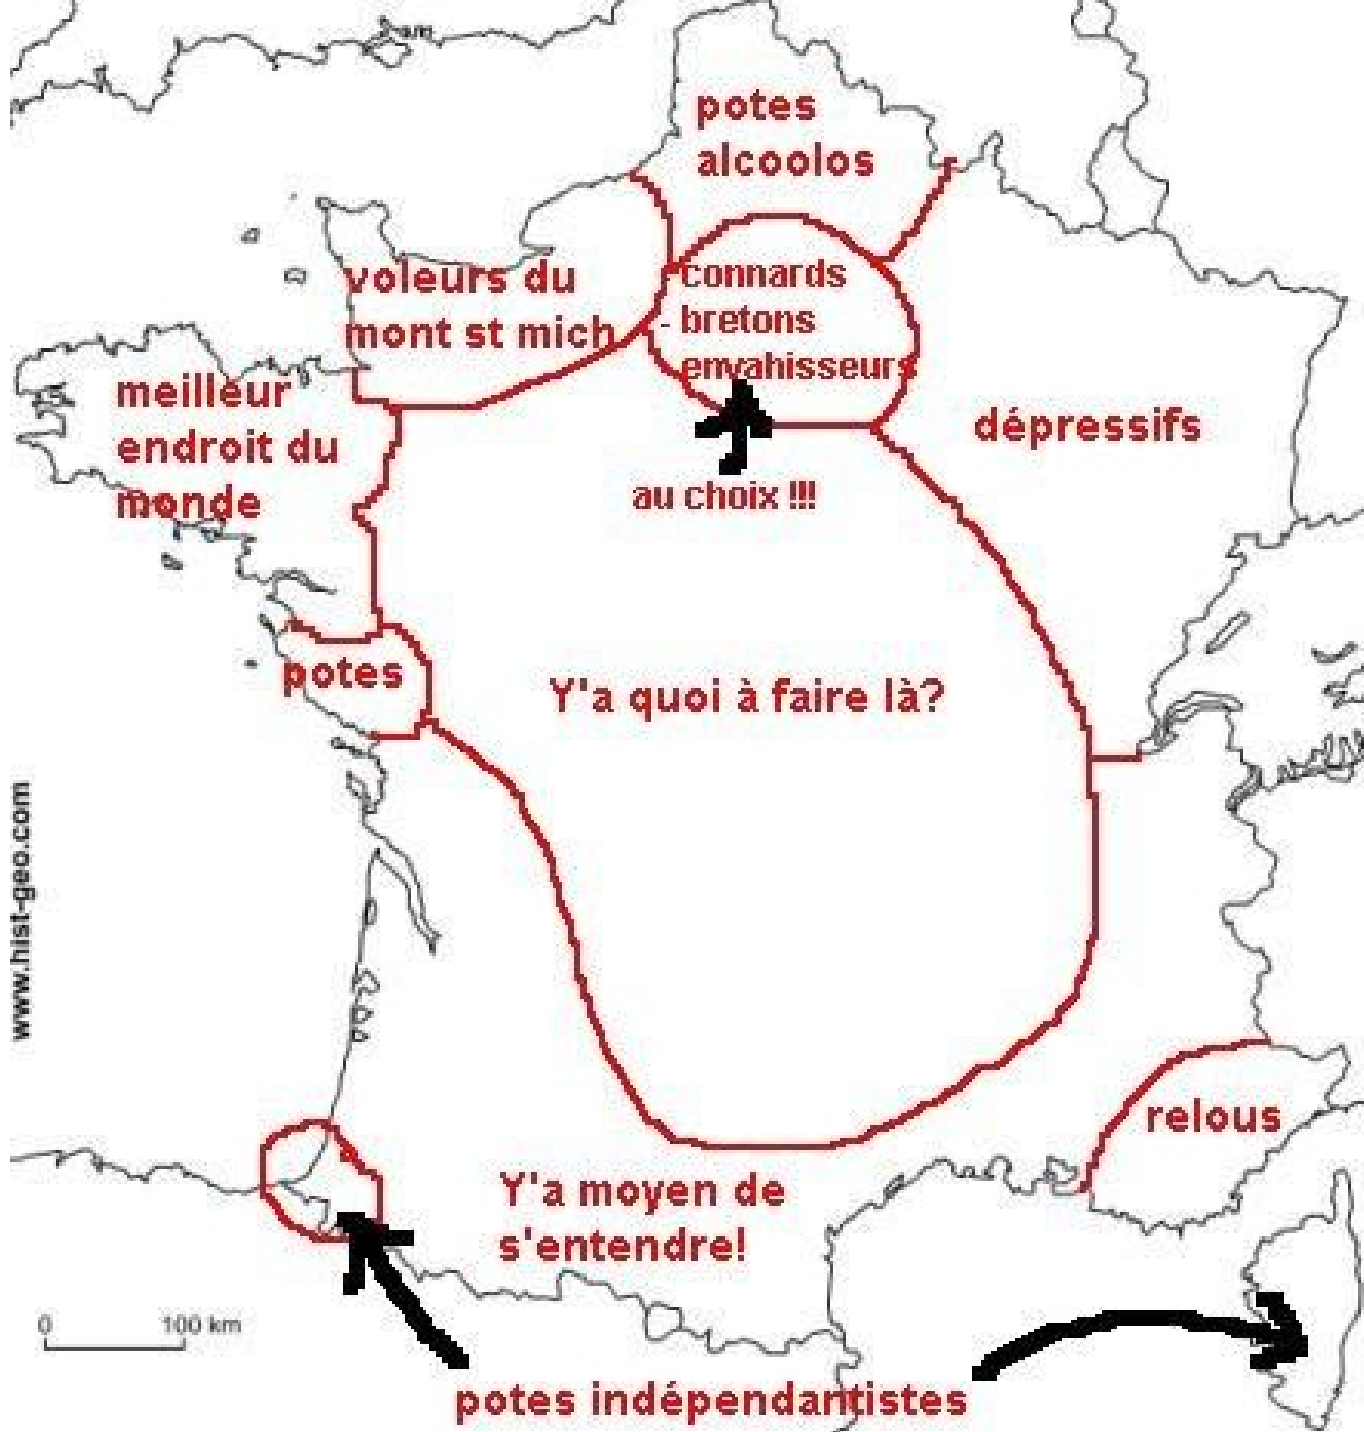 potes
alcoolos
connards
- bretons
envahisseurs
voleurs du
mont st mich
meilleur
endroit du
monde
dépressifs
au choix !!!
potes
Y'a quoi à faire là?
www.hist-geo.com
relous
Y'a moyen de
s'entendre!
0 100 km
potes indépendantistes